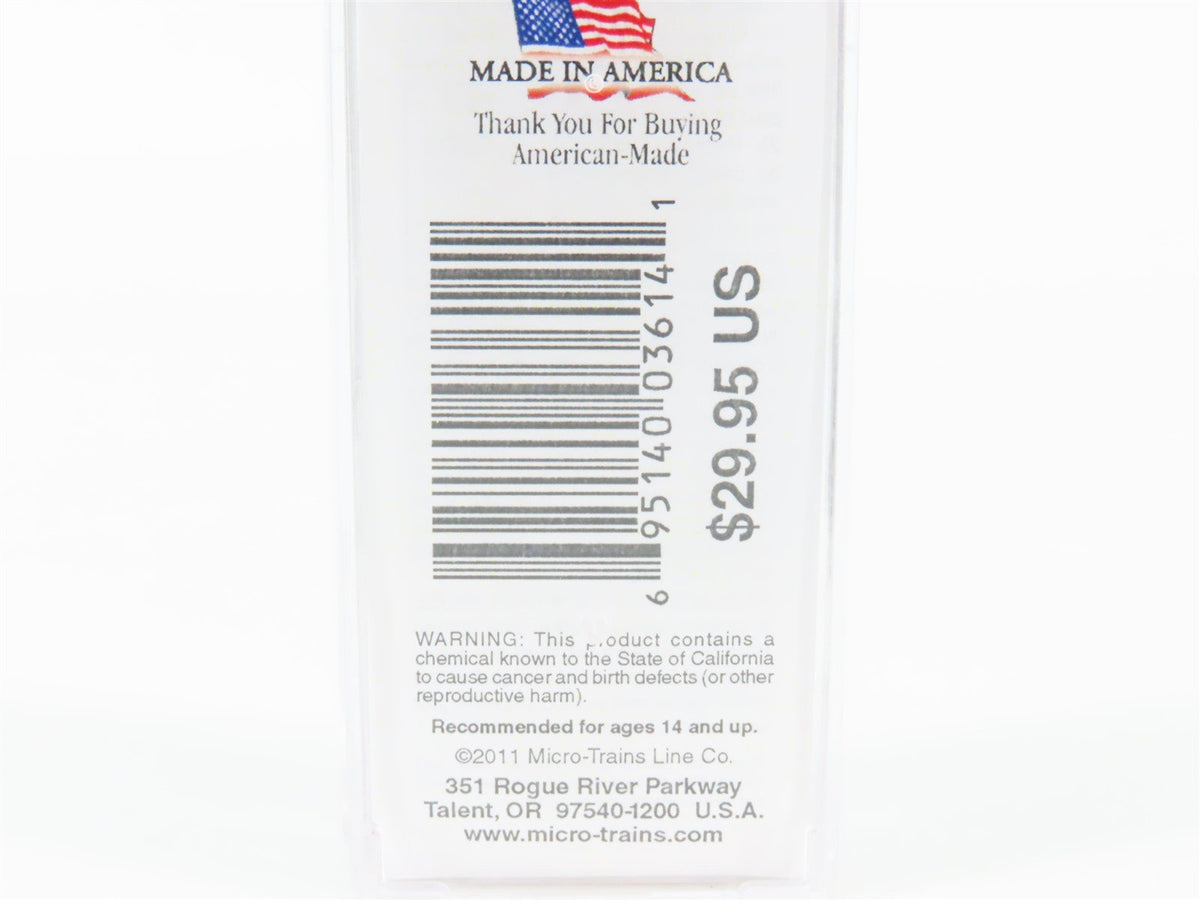 MADE IN AMERICA
Thank You For Buying
American-Made
6 95140 03614 1
$29.95 US
WARNING: This product contains a
chemical known to the State of California
to cause cancer and birth defects (or other
reproductive harm).
Recommended for ages 14 and up.
©2011 Micro-Trains Line Co.
351 Rogue River Parkway
Talent, OR 97540-1200 U.S.A.
www.micro-trains.com